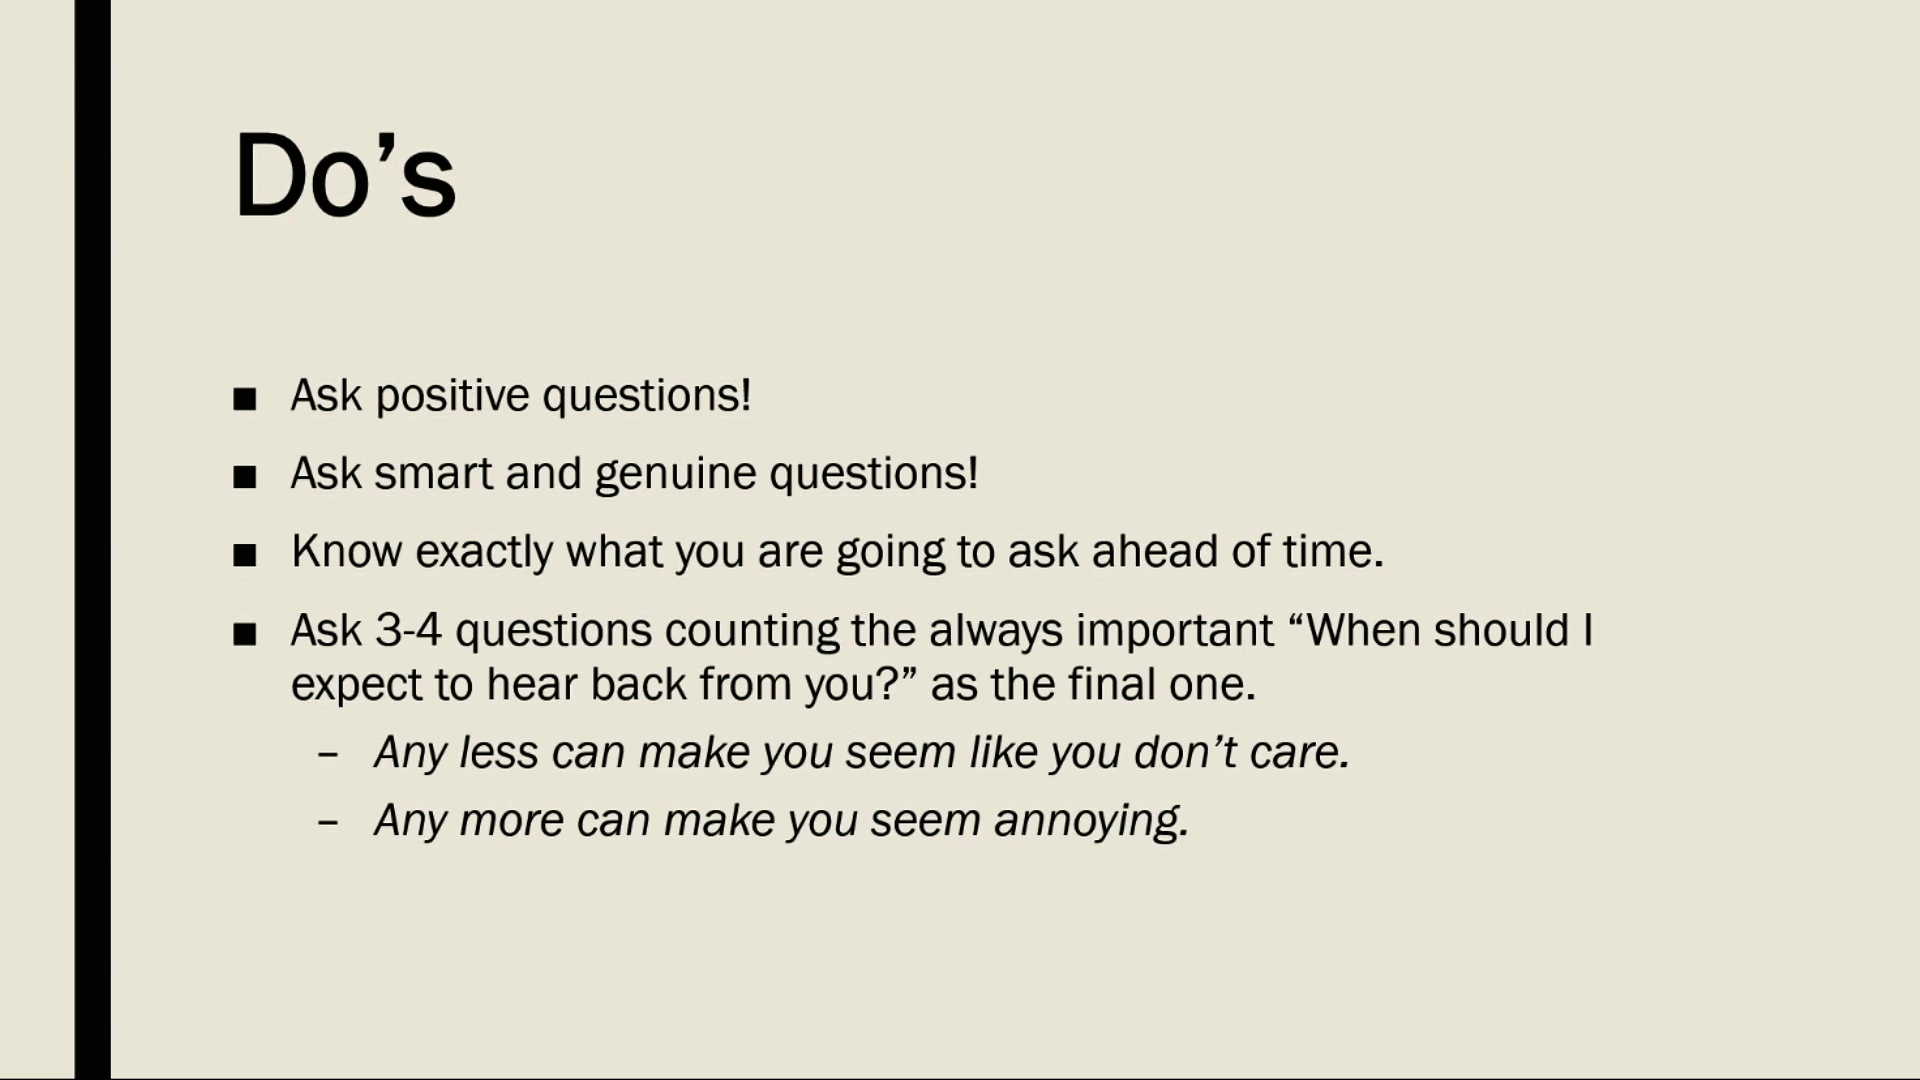 Do’s
■ Ask positive questions!
■ Ask smart and genuine questions!
■ Know exactly what you are going to ask ahead of time.
■ Ask 3-4 questions counting the always important “When should I
expect to hear back from you?” as the final one.
– Any less can make you seem like you don’t care.
– Any more can make you seem annoying.